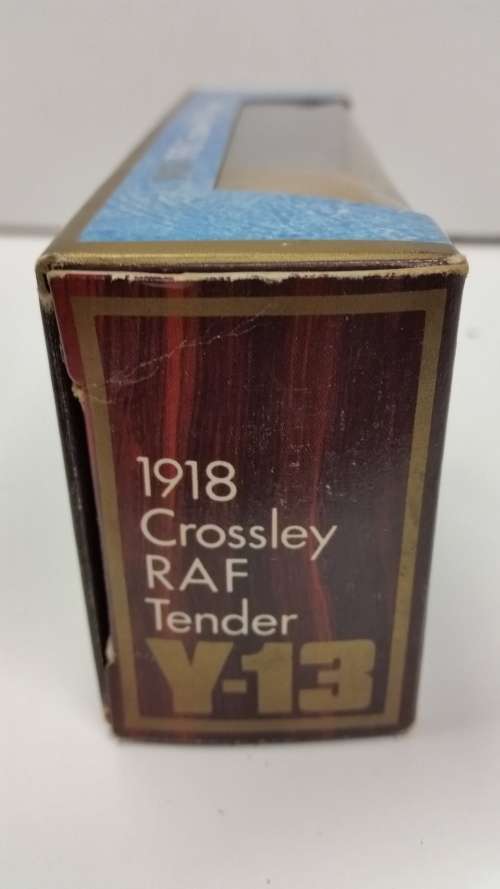 1918
Crossley
RAF
Tender
Y-13